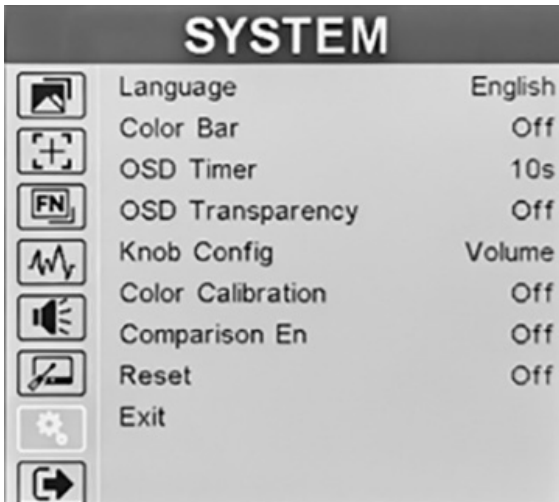 SYSTEM
Language English
Color Bar Off
OSD Timer 10s
FN OSD Transparency Off
Knob Config Volume
Color Calibration Off
Comparison En Off
Reset Off
Exit